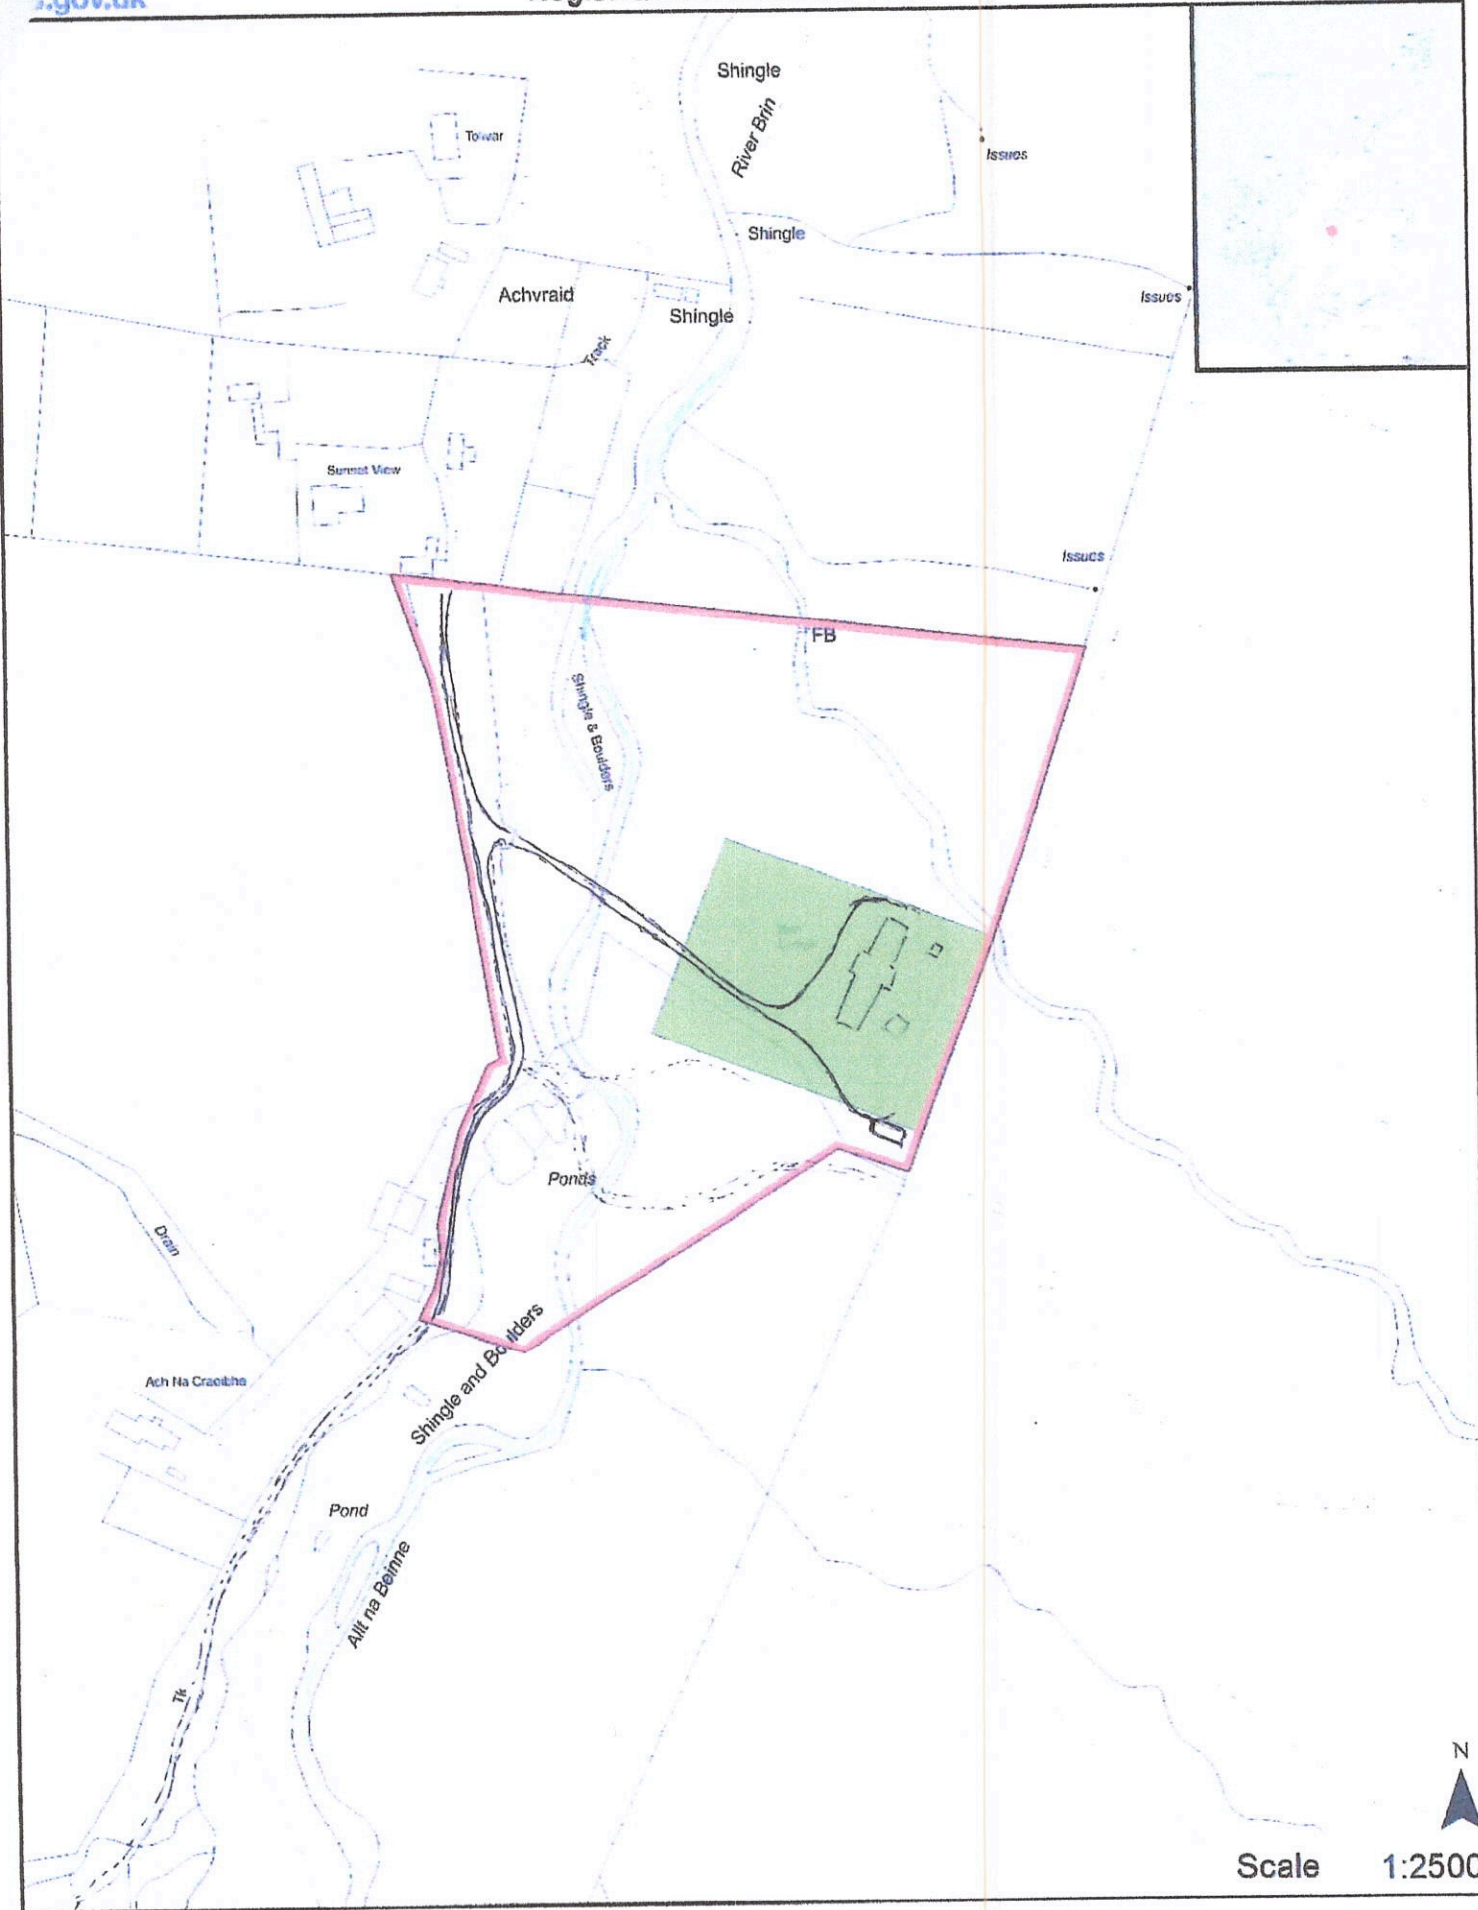 .gov.uk
Shingle
River Brin
Towar
Issues
Shingle
Achvraid
Issues
Shingle
Track
Sunset View
Issues
FB
Shingle & Boulders
Ponds
Drain
Shingle and Boulders
Ach Na Craoibhe
Pond
Allt na Beinne
Tk
N
Scale 1:2500